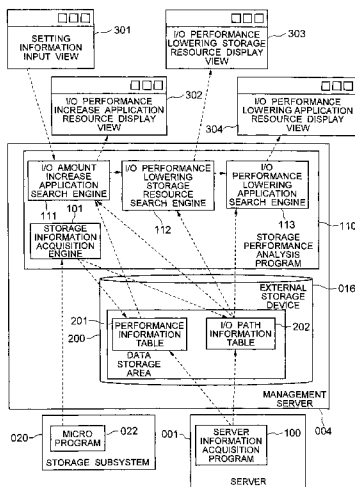 301
SETTING
INFORMATION
INPUT VIEW
I/O PERFORMANCE
LOWERING STORAGE
RESOURCE DISPLAY
VIEW
303
I/O PERFORMANCE
INCREASE APPLICATION
RESOURCE DISPLAY
VIEW
302
I/O PERFORMANCE
LOWERING APPLICATION
RESOURCE DISPLAY
VIEW
304
I/O AMOUNT
INCREASE APPLICATION
SEARCH ENGINE
111
101
I/O PERFORMANCE
LOWERING
STORAGE
RESOURCE
SEARCH ENGINE
112
I/O PERFORMANCE
LOWERING APPLICATION
SEARCH ENGINE
113
STORAGE
INFORMATION
ACQUISITION
ENGINE
STORAGE
PERFORMANCE
ANALYSIS
PROGRAM
110
EXTERNAL
STORAGE
DEVICE
016
201
200
PERFORMANCE
INFORMATION
TABLE
I/O PATH
INFORMATION
TABLE
202
DATA
STORAGE
AREA
MANAGEMENT
SERVER
004
020
MICRO
PROGRAM
022
STORAGE SUBSYSTEM
001
SERVER
INFORMATION
ACQUISITION
PROGRAM
100
SERVER